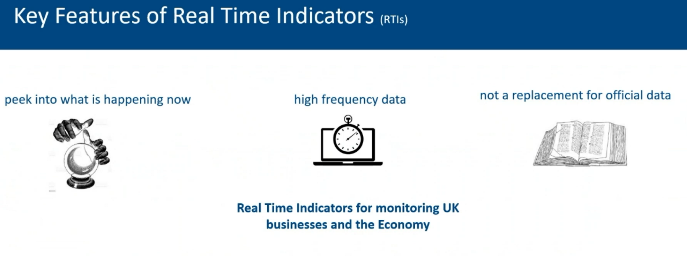 Key Features of Real Time Indicators (RTIs)
peek into what is happening now
high frequency data
not a replacement for official data
Real Time Indicators for monitoring UK
businesses and the Economy